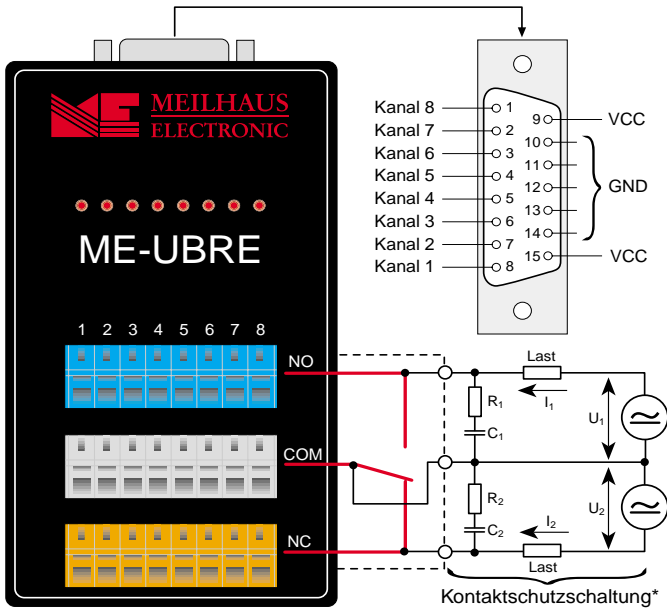 MEILHAUS
ELECTRONIC
ME-UBRE
1 2 3 4 5 6 7 8
NO
COM
NC
Kanal 8
Kanal 7
Kanal 6
Kanal 5
Kanal 4
Kanal 3
Kanal 2
Kanal 1
1
2
3
4
5
6
7
8
9
10
11
12
13
14
15
VCC
GND
VCC
Last
R1
I1
U1
C1
R2
U2
C2
I2
Last
Kontaktschutzschaltung*